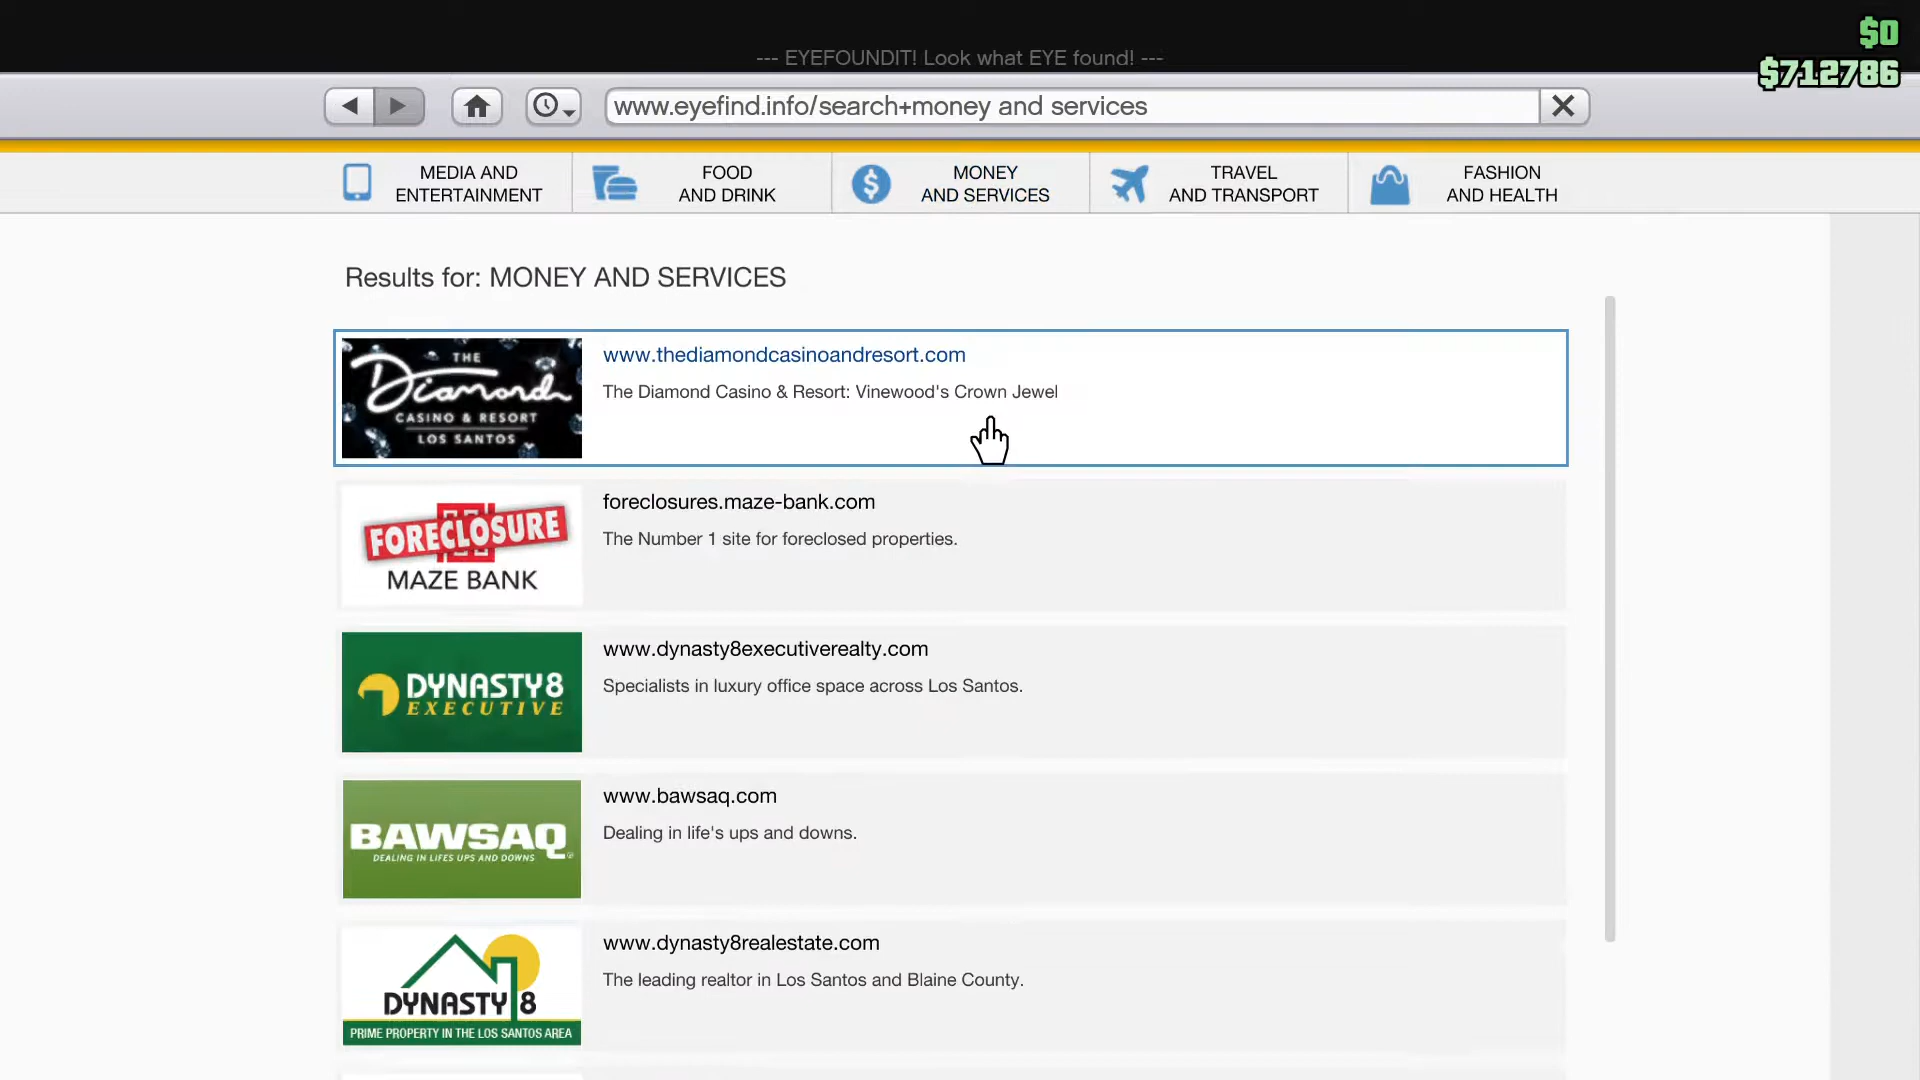 $0
--- EYEFOUNDIT! Look what EYE found! ---
$712786
www.eyefind.info/search+money and services
MEDIA AND
ENTERTAINMENT
FOOD
AND DRINK
MONEY
AND SERVICES
TRAVEL
AND TRANSPORT
FASHION
AND HEALTH
Results for: MONEY AND SERVICES
THE
Diamond
CASINO & RESORT
LOS SANTOS
www.thediamondcasinoandresort.com
The Diamond Casino & Resort: Vinewood's Crown Jewel
FORECLOSURE
MAZE BANK
foreclosures.maze-bank.com
The Number 1 site for foreclosed properties.
DYNASTY8
EXECUTIVE
www.dynasty8executiverealty.com
Specialists in luxury office space across Los Santos.
BAWSAQ
DEALING IN LIFES UPS AND DOWNS
www.bawsaq.com
Dealing in life's ups and downs.
DYNASTY 8
PRIME PROPERTY IN THE LOS SANTOS AREA
www.dynasty8realestate.com
The leading realtor in Los Santos and Blaine County.